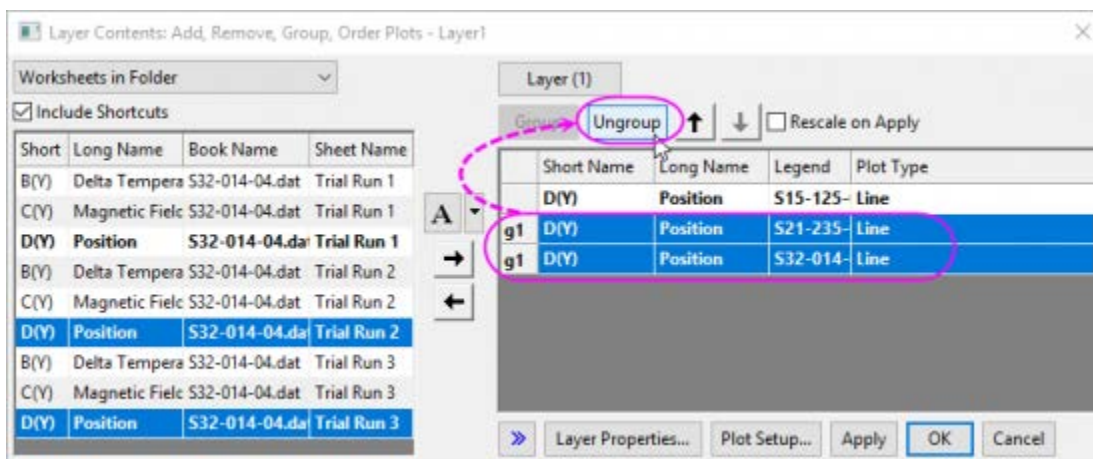 Layer Contents: Add, Remove, Group, Order Plots - Layer1
Worksheets in Folder
Include Shortcuts
Short Long Name Book Name Sheet Name
B(Y) Delta Tempera S32-014-04.dat Trial Run 1
C(Y) Magnetic Fielc S32-014-04.dat Trial Run 1
D(Y) Position S32-014-04.da Trial Run 1
B(Y) Delta Tempera S32-014-04.dat Trial Run 2
C(Y) Magnetic Fielc S32-014-04.dat Trial Run 2
D(Y) Position S32-014-04.da Trial Run 2
B(Y) Delta Tempera S32-014-04.dat Trial Run 3
C(Y) Magnetic Fielc S32-014-04.dat Trial Run 3
D(Y) Position S32-014-04.da Trial Run 3
A
Layer (1)
Group Ungroup Rescale on Apply
Short Name Long Name Legend Plot Type
D(Y) Position S15-125- Line
g1 D(Y) Position S21-235- Line
g1 D(Y) Position S32-014- Line
Layer Properties... Plot Setup... Apply OK Cancel